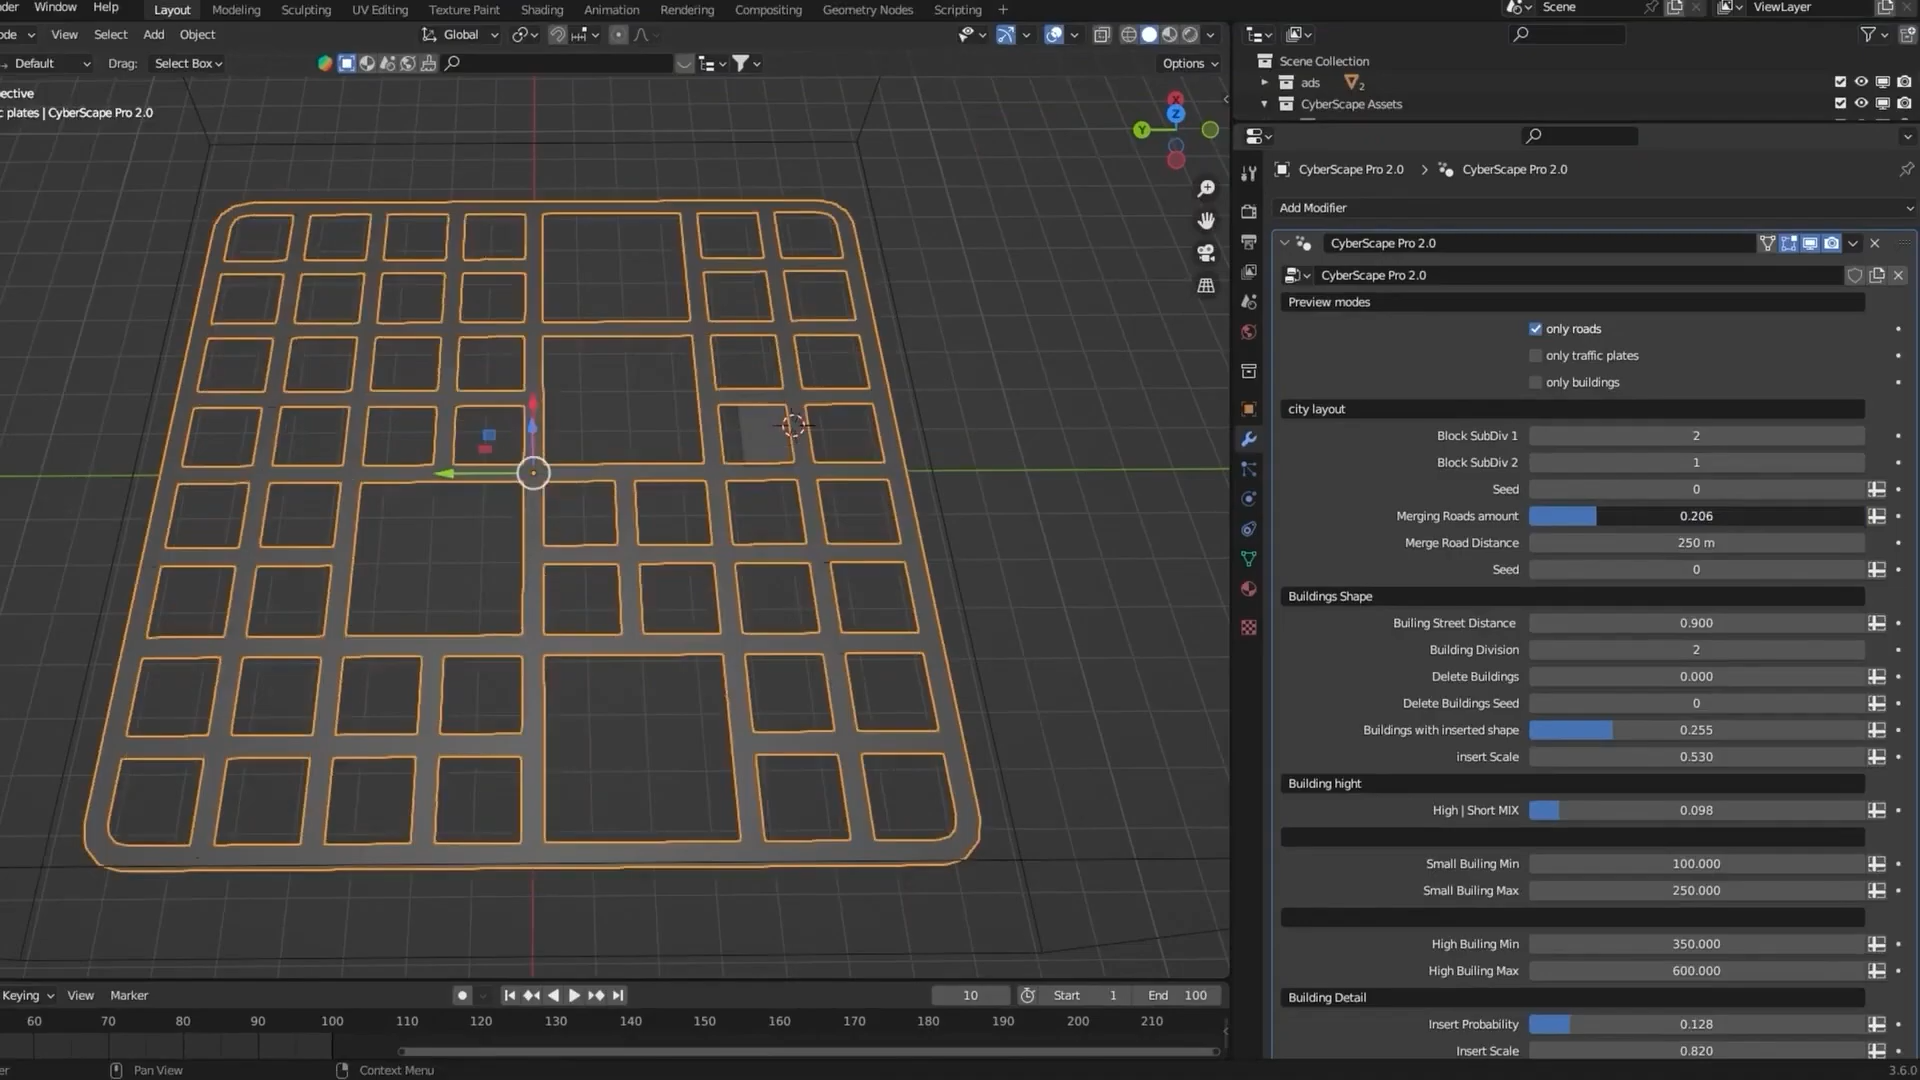 der Window Help Layout Modeling Sculpting UV Editing Texture Paint Shading Animation Rendering Compositing Geometry Nodes Scripting + Scene ViewLayer
ode View Select Add Object Global
Default Drag: Select Box Options
ective
c plates | CyberScape Pro 2.0
X
Z
Y
Scene Collection
ads 2
CyberScape Assets
CyberScape Pro 2.0 > CyberScape Pro 2.0
Add Modifier
CyberScape Pro 2.0
CyberScape Pro 2.0
Preview modes
only roads
only traffic plates
only buildings
city layout
Block SubDiv 1 2
Block SubDiv 2 1
Seed 0
Merging Roads amount 0.206
Merge Road Distance 250 m
Seed 0
Buildings Shape
Builing Street Distance 0.900
Building Division 2
Delete Buildings 0.000
Delete Buildings Seed 0
Buildings with inserted shape 0.255
insert Scale 0.530
Building hight
High | Short MIX 0.098
Small Builing Min 100.000
Small Builing Max 250.000
High Builing Min 350.000
High Builing Max 600.000
Building Detail
Insert Probability 0.128
Insert Scale 0.820
Keying View Marker 10 Start 1 End 100
60 70 80 90 100 110 120 130 140 150 160 170 180 190 200 210
er Pan View Context Menu 3.6.0